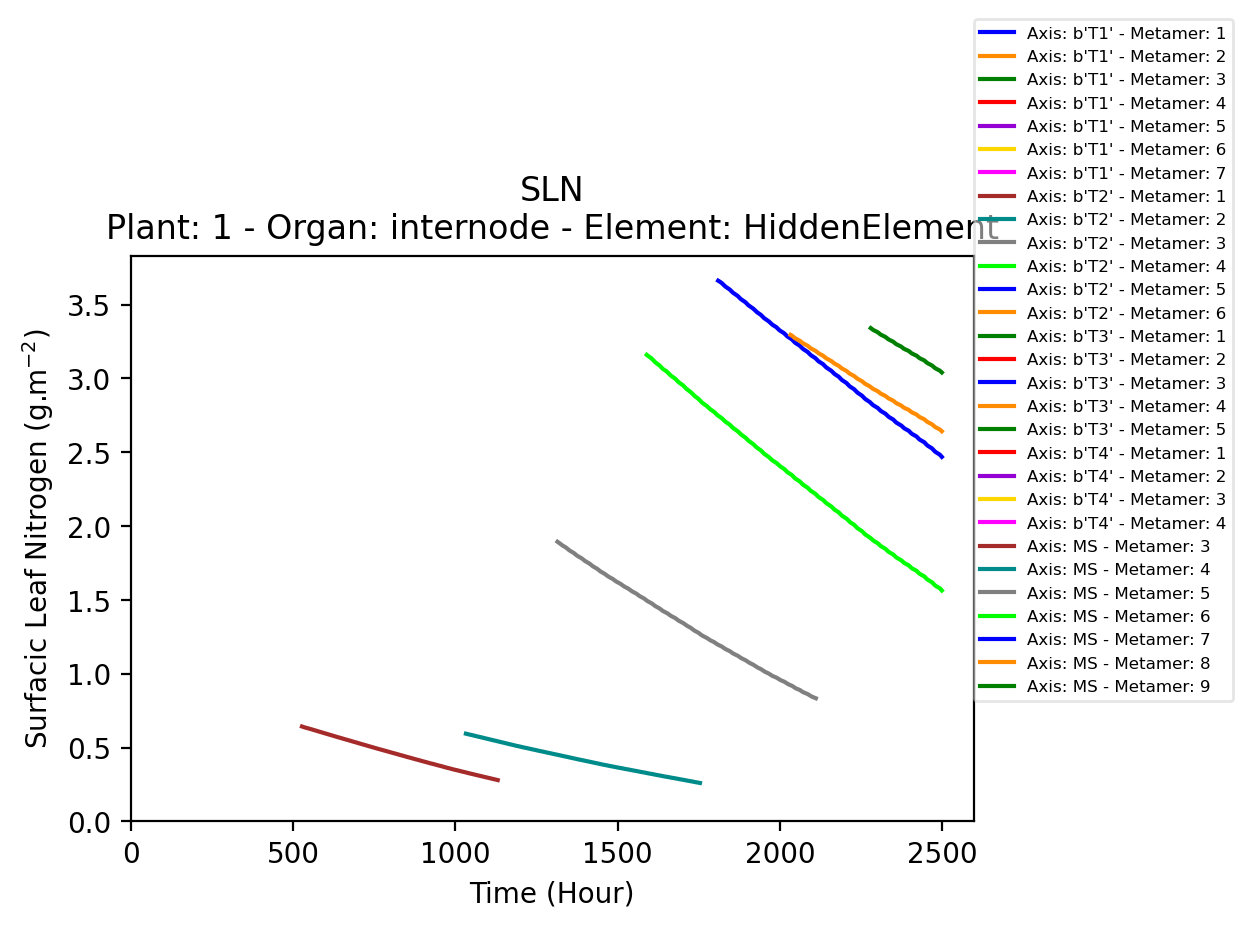 SLN
Plant: 1 - Organ: internode - Element: HiddenElement
Surfacic Leaf Nitrogen (g.m⁻²)
3.5
3.0
2.5
2.0
1.5
1.0
0.5
0.0
0 500 1000 1500 2000 2500
Time (Hour)
Axis: b'T1' - Metamer: 1
Axis: b'T1' - Metamer: 2
Axis: b'T1' - Metamer: 3
Axis: b'T1' - Metamer: 4
Axis: b'T1' - Metamer: 5
Axis: b'T1' - Metamer: 6
Axis: b'T1' - Metamer: 7
Axis: b'T2' - Metamer: 1
Axis: b'T2' - Metamer: 2
Axis: b'T2' - Metamer: 3
Axis: b'T2' - Metamer: 4
Axis: b'T2' - Metamer: 5
Axis: b'T2' - Metamer: 6
Axis: b'T3' - Metamer: 1
Axis: b'T3' - Metamer: 2
Axis: b'T3' - Metamer: 3
Axis: b'T3' - Metamer: 4
Axis: b'T3' - Metamer: 5
Axis: b'T4' - Metamer: 1
Axis: b'T4' - Metamer: 2
Axis: b'T4' - Metamer: 3
Axis: b'T4' - Metamer: 4
Axis: MS - Metamer: 3
Axis: MS - Metamer: 4
Axis: MS - Metamer: 5
Axis: MS - Metamer: 6
Axis: MS - Metamer: 7
Axis: MS - Metamer: 8
Axis: MS - Metamer: 9